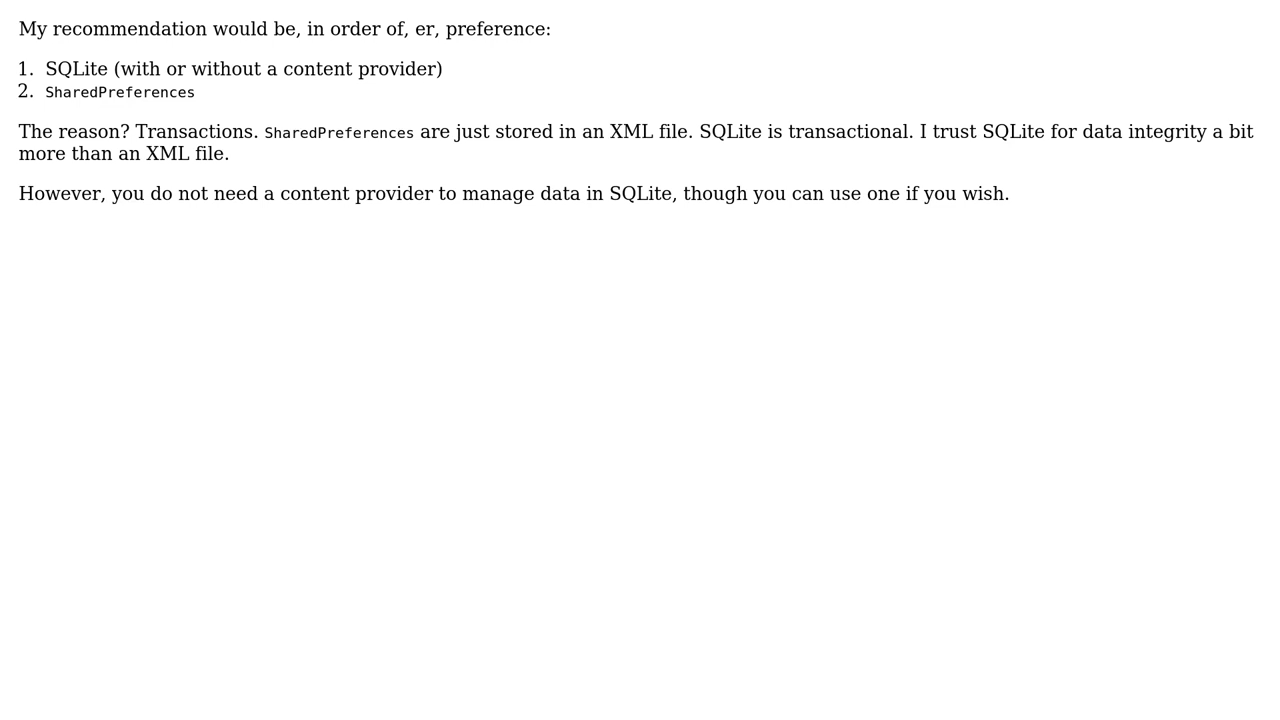 My recommendation would be, in order of, er, preference:
1. SQLite (with or without a content provider)
2. SharedPreferences
The reason? Transactions. SharedPreferences are just stored in an XML file. SQLite is transactional. I trust SQLite for data integrity a bit
more than an XML file.
However, you do not need a content provider to manage data in SQLite, though you can use one if you wish.